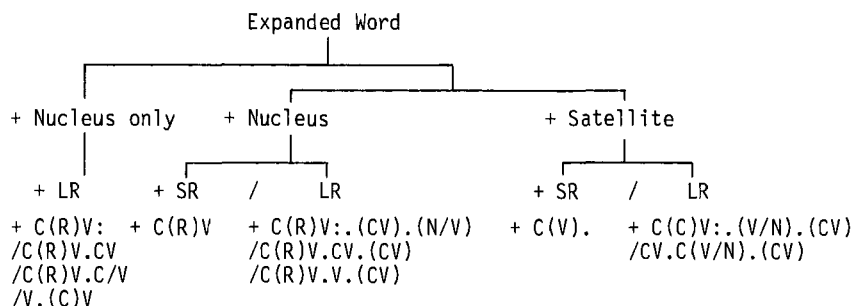 Expanded Word
+ Nucleus only + Nucleus + Satellite
+ LR + SR / LR + SR / LR
+ C(R)V: + C(R)V + C(R)V:.(CV).(N/V) + C(V). + C(C)V:.(V/N).(CV)
/C(R)V.CV /C(R)V.CV.(CV) /CV.C(V/N).(CV)
/C(R)V.C/V /C(R)V.V.(CV)
/V.(C)V